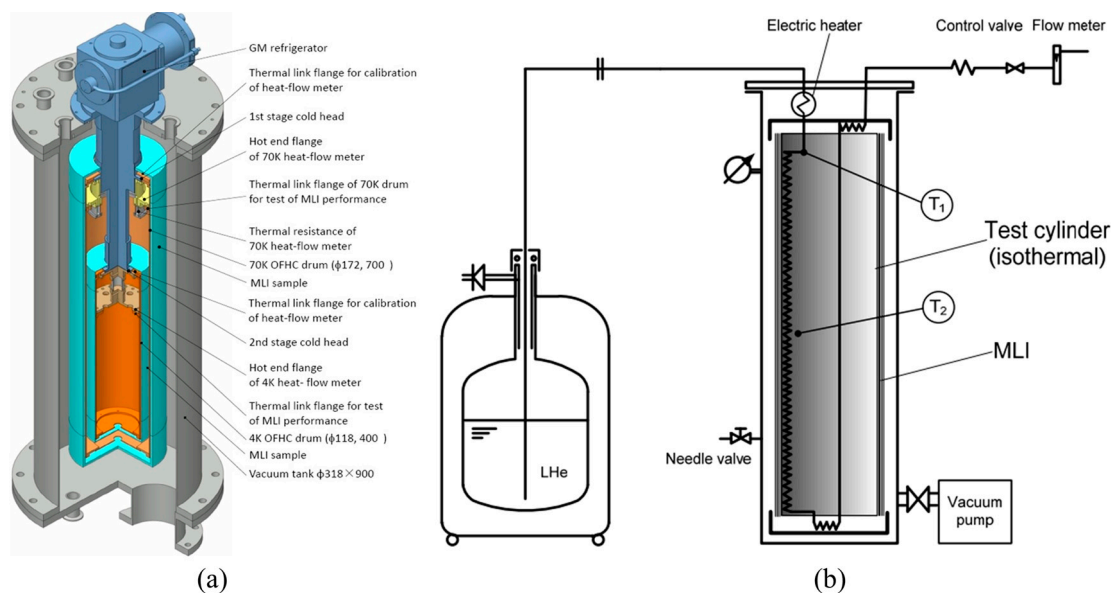 GM refrigerator
Thermal link flange for calibration
of heat-flow meter
1st stage cold head
Hot end flange
of 70K heat-flow meter
Thermal link flange of 70K drum
for test of MLI performance
Thermal resistance of
70K heat-flow meter
70K OFHC drum (ϕ172, 700 )
MLI sample
Thermal link flange for calibration
of heat-flow meter
2nd stage cold head
Hot end flange
of 4K heat- flow meter
Thermal link flange for test
of MLI performance
4K OFHC drum (ϕ118, 400 )
MLI sample
Vacuum tank ϕ318×900
(a)
Electric heater
Control valve
Flow meter
T1
Test cylinder
(isothermal)
T2
MLI
Needle valve
LHe
Vacuum
pump
(b)